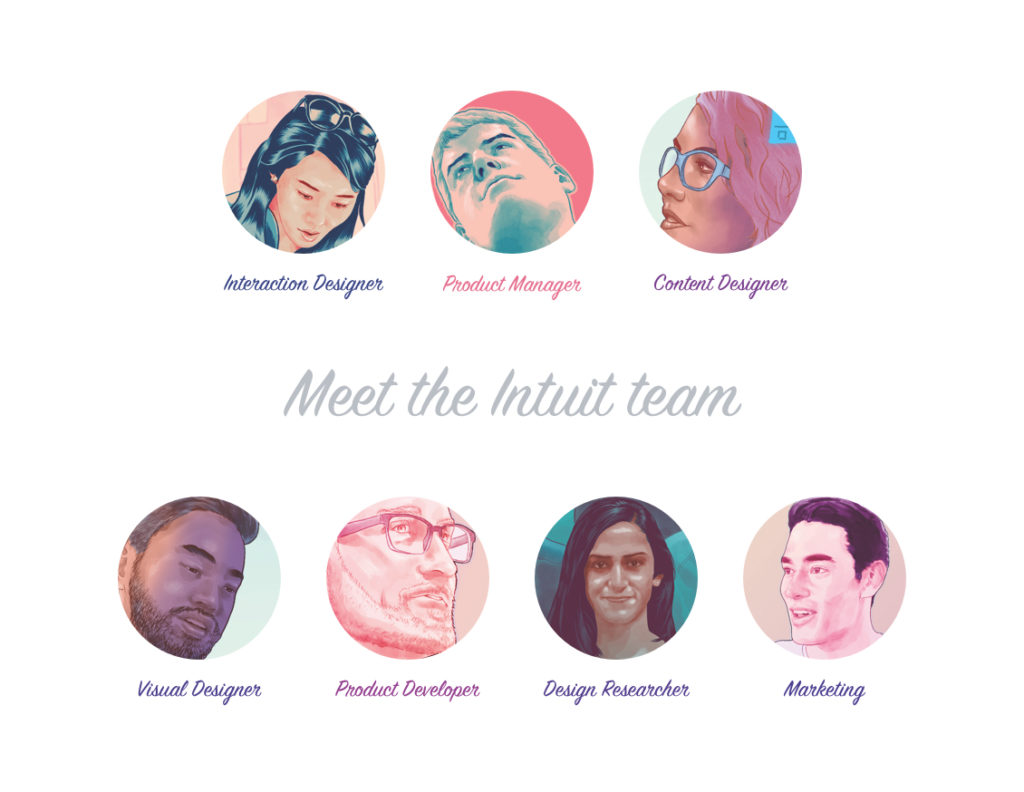 Interaction Designer
Product Manager
Content Designer
Meet the Intuit team
Visual Designer
Product Developer
Design Researcher
Marketing